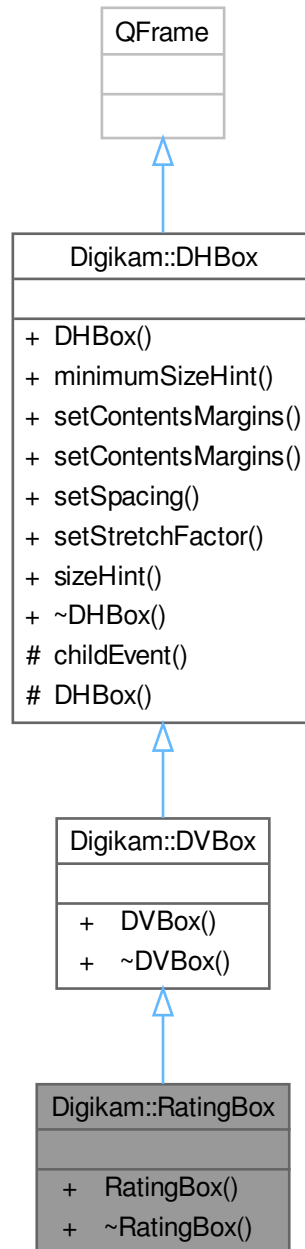 QFrame
Digikam::DHBox
+ DHBox()
+ minimumSizeHint()
+ setContentsMargins()
+ setContentsMargins()
+ setSpacing()
+ setStretchFactor()
+ sizeHint()
+ ~DHBox()
# childEvent()
# DHBox()
Digikam::DVBox
+ DVBox()
+ ~DVBox()
Digikam::RatingBox
+ RatingBox()
+ ~RatingBox()